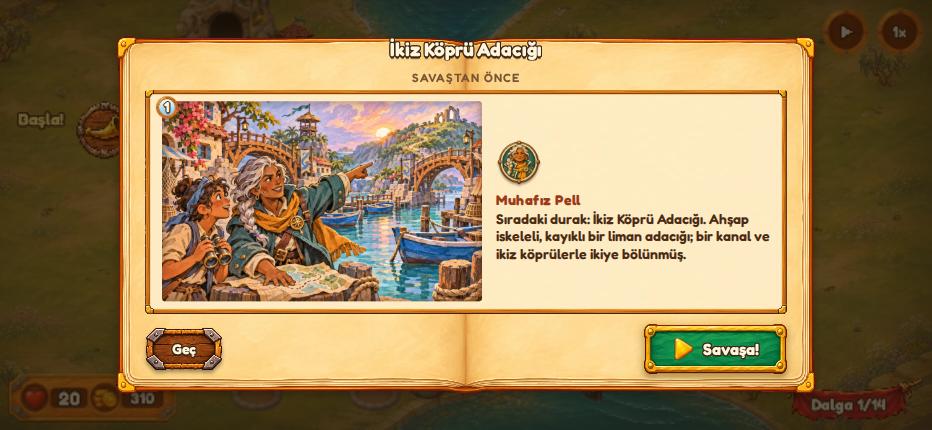 İkiz Köprü Adacığı
SAVAŞTAN ÖNCE
1x
Başla!
1
Muhafız Pell
Sıradaki durak: İkiz Köprü Adacığı. Ahşap
iskeleli, kayıklı bir liman adacığı; bir kanal ve
ikiz köprülerle ikiye bölünmüş.
Geç
Savaşa!
20
310
Dalga 1/14